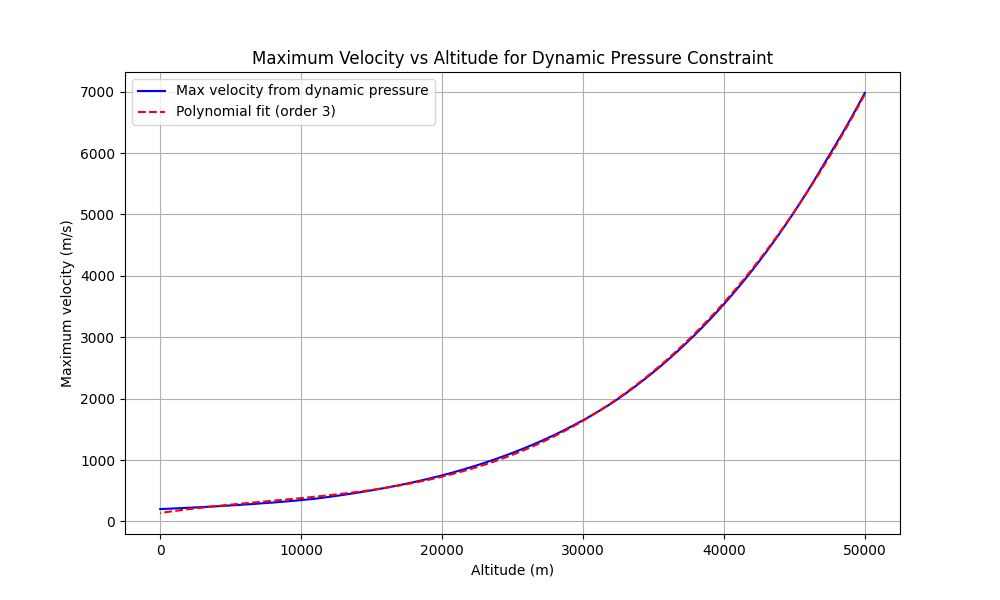 Maximum Velocity vs Altitude for Dynamic Pressure Constraint
Max velocity from dynamic pressure
Polynomial fit (order 3)
Maximum velocity (m/s)
7000
6000
5000
4000
3000
2000
1000
0
0 10000 20000 30000 40000 50000
Altitude (m)